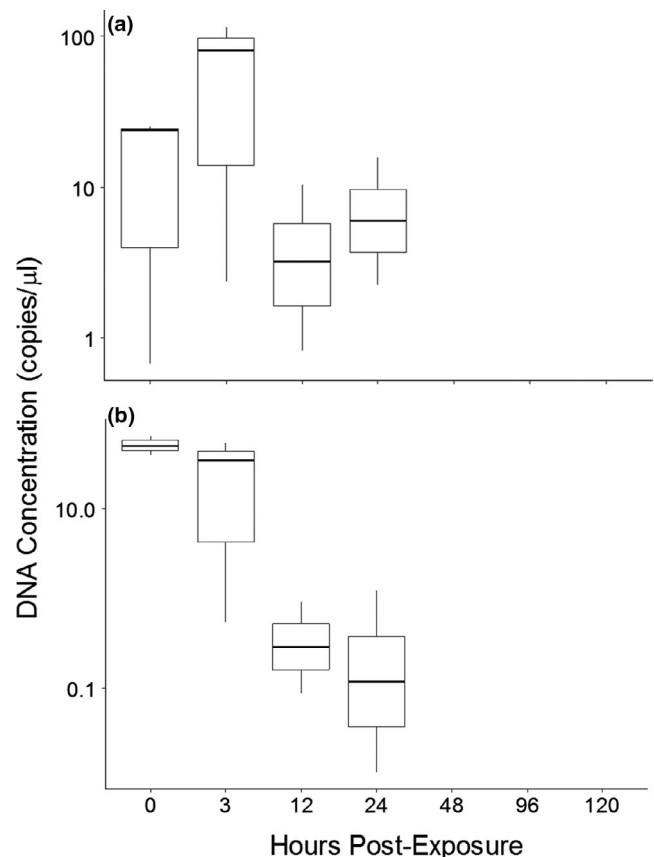 (a)
100
10
1
(b)
10.0
0.1
DNA Concentration (copies/µl)
0 3 12 24 48 96 120
Hours Post-Exposure